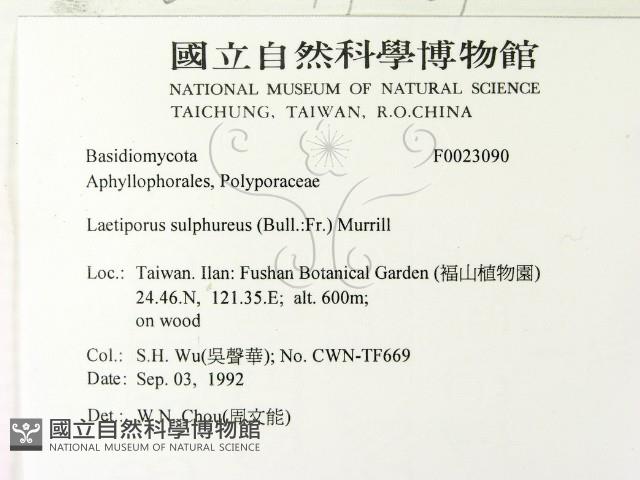 國立自然科學博物館
NATIONAL MUSEUM OF NATURAL SCIENCE
TAICHUNG, TAIWAN, R.O.CHINA
Basidiomycota F0023090
Aphyllophorales, Polyporaceae
Laetiporus sulphureus (Bull.:Fr.) Murrill
Loc.: Taiwan. Ilan: Fushan Botanical Garden (福山植物園)
24.46.N, 121.35.E; alt. 600m;
on wood
Col.: S.H. Wu(吳聲華); No. CWN-TF669
Date: Sep. 03, 1992
Det.: W.N. Chou(周文能)
國立自然科學博物館
NATIONAL MUSEUM OF NATURAL SCIENCE